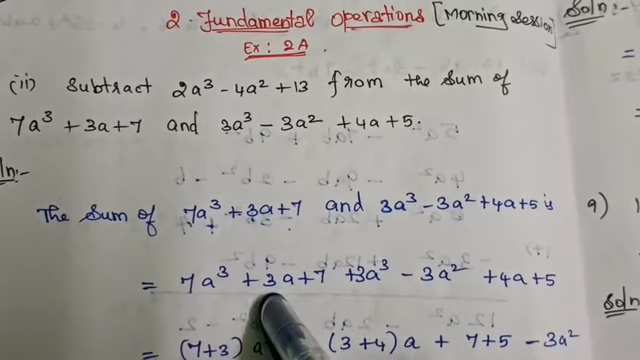 2. Fundamental Operations [Morning Session]
Ex: 2A.
Soln:-
(ii) Subtract 2a³ - 4a² + 13 from the sum of
7a³ + 3a + 7 and 3a³ - 3a² + 4a + 5.
ln:-
The Sum of 7a³ + 3a + 7 and 3a³ - 3a² + 4a + 5 is
= 7a³ + 3a + 7 + 3a³ - 3a² + 4a + 5
= (7+3) a (3+4) a + 7 + 5 - 3a²
9)
Soln